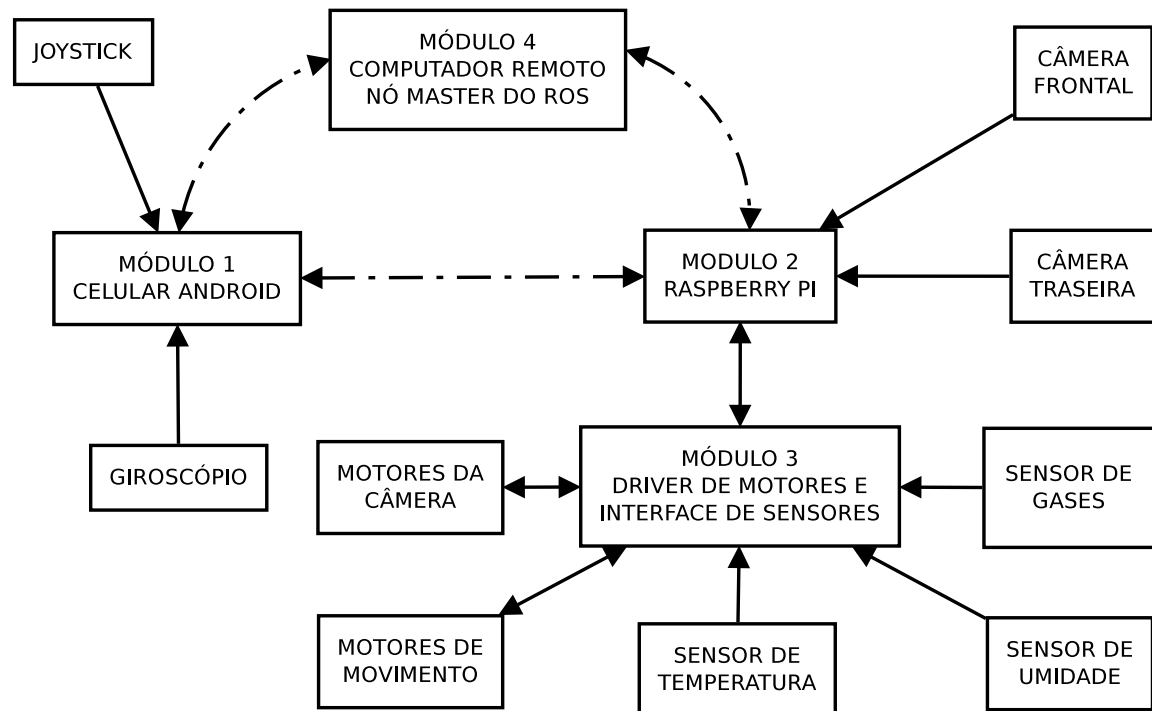 JOYSTICK
MÓDULO 4
COMPUTADOR REMOTO
NÓ MASTER DO ROS
CÂMERA
FRONTAL
MÓDULO 1
CELULAR ANDROID
MODULO 2
RASPBERRY PI
CÂMERA
TRASEIRA
GIROSCÓPIO
MOTORES DA
CÂMERA
MÓDULO 3
DRIVER DE MOTORES E
INTERFACE DE SENSORES
SENSOR DE
GASES
MOTORES DE
MOVIMENTO
SENSOR DE
TEMPERATURA
SENSOR DE
UMIDADE